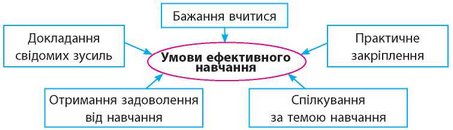 Бажання вчитися
Докладання
свідомих зусиль
Умови ефективного
навчання
Практичне
закріплення
Отримання задоволення
від навчання
Спілкування
за темою навчання